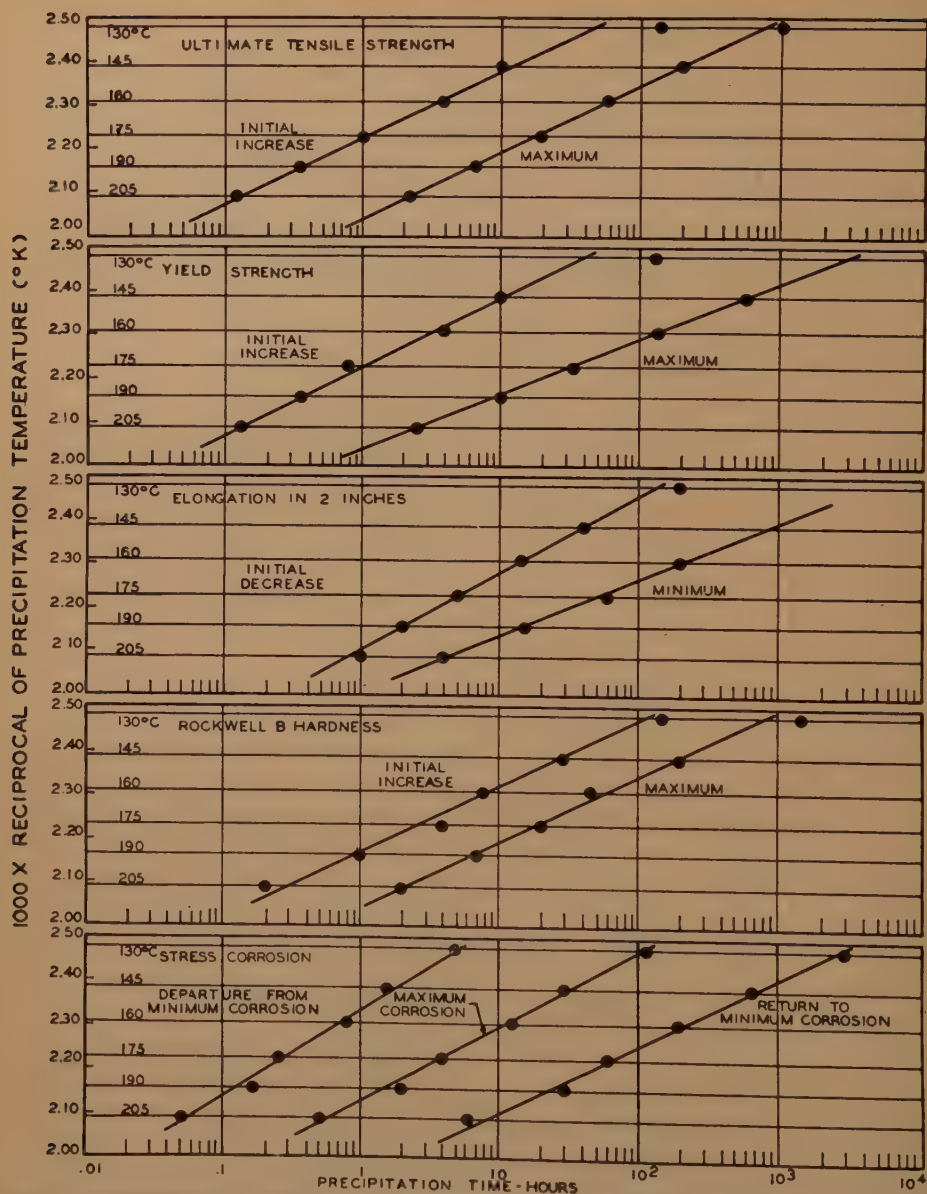 1000 X RECIPROCAL OF PRECIPITATION TEMPERATURE (°K)
2.50
2.40
2.30
2.20
2.10
2.00
130°C
145
160
175
190
205
ULTIMATE TENSILE STRENGTH
INITIAL
INCREASE
MAXIMUM
2.50
2.40
2.30
2.20
2.10
2.00
130°C
145
160
175
190
205
YIELD STRENGTH
INITIAL
INCREASE
MAXIMUM
2.50
2.40
2.30
2.20
2.10
2.00
130°C
145
160
175
190
205
ELONGATION IN 2 INCHES
INITIAL
DECREASE
MINIMUM
2.50
2.40
2.30
2.20
2.10
2.00
130°C
145
160
175
190
205
ROCKWELL B HARDNESS
INITIAL
INCREASE
MAXIMUM
2.50
2.40
2.30
2.20
2.10
2.00
130°C
145
160
175
190
205
STRESS CORROSION
DEPARTURE FROM
MINIMUM CORROSION
MAXIMUM
CORROSION
RETURN TO
MINIMUM CORROSION
.01 .1 1 10 10² 10³ 10⁴
PRECIPITATION TIME-HOURS